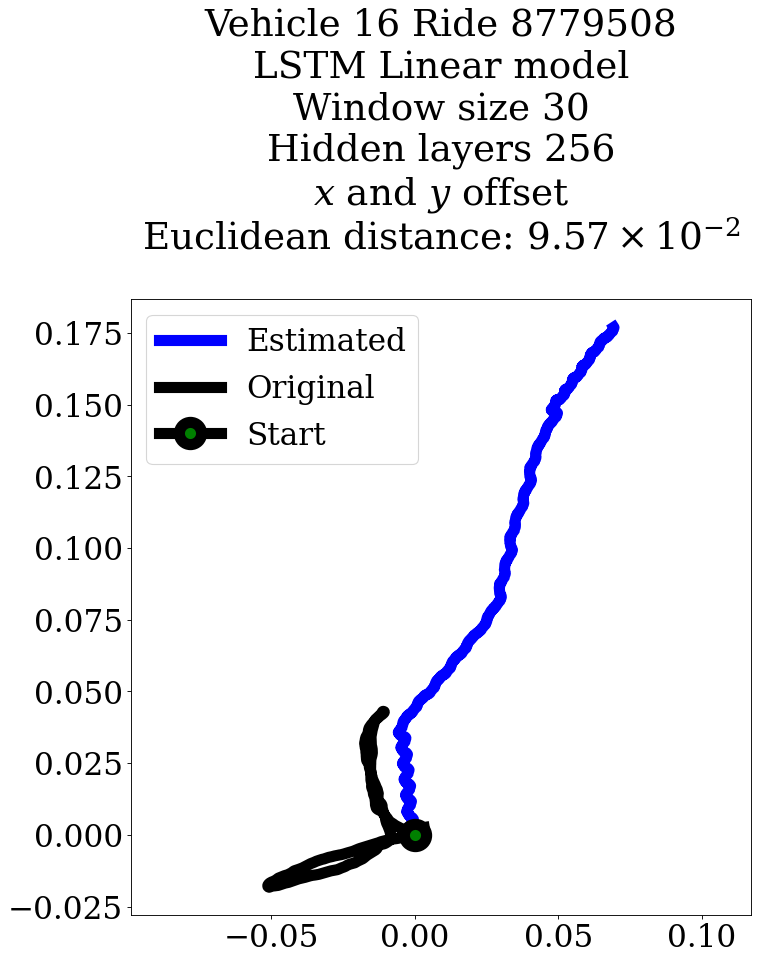 Vehicle 16 Ride 8779508
LSTM Linear model
Window size 30
Hidden layers 256
x and y offset
Euclidean distance: 9.57 × 10⁻²
Estimated
Original
Start
0.175
0.150
0.125
0.100
0.075
0.050
0.025
0.000
−0.025
−0.05 0.00 0.05 0.10